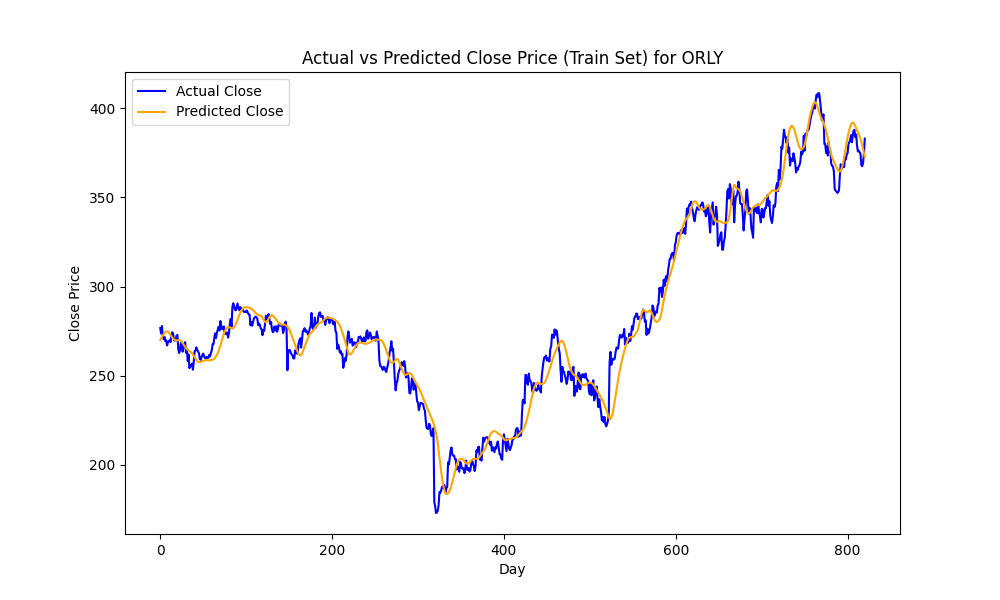 Actual vs Predicted Close Price (Train Set) for ORLY
Actual Close
Predicted Close
400
350
300
250
200
Close Price
0 200 400 600 800
Day